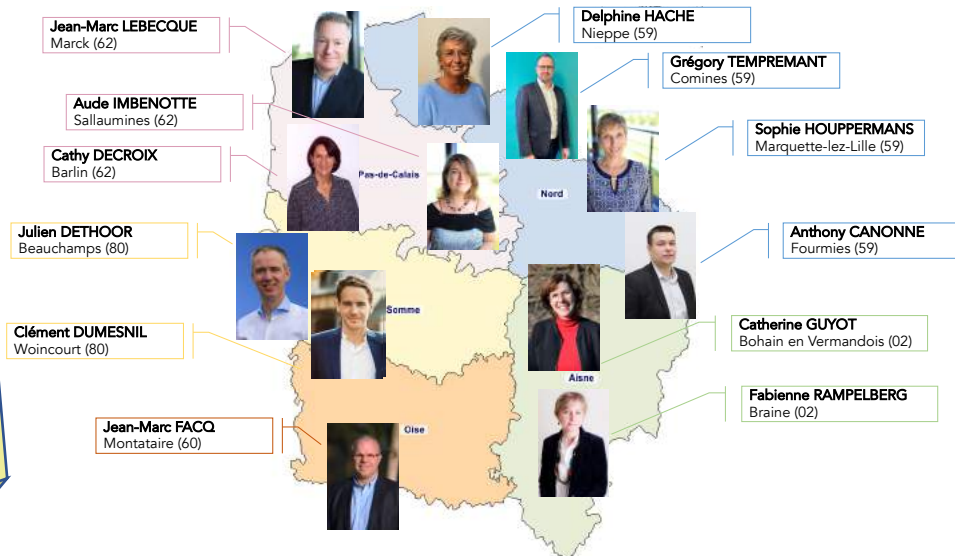 Jean-Marc LEBECQUE
Marck (62)
Delphine HACHE
Nieppe (59)
Grégory TEMPREMANT
Comines (59)
Aude IMBENOTTE
Sallaumines (62)
Sophie HOUPPERMANS
Marquette-lez-Lille (59)
Cathy DECROIX
Barlin (62)
Pas-de-Calais
Nord
Julien DETHOOR
Beauchamps (80)
Anthony CANONNE
Fourmies (59)
Somme
Clément DUMESNIL
Woincourt (80)
Catherine GUYOT
Bohain en Vermandois (02)
Aisne
Fabienne RAMPELBERG
Braine (02)
Jean-Marc FACQ
Montataire (60)
Oise